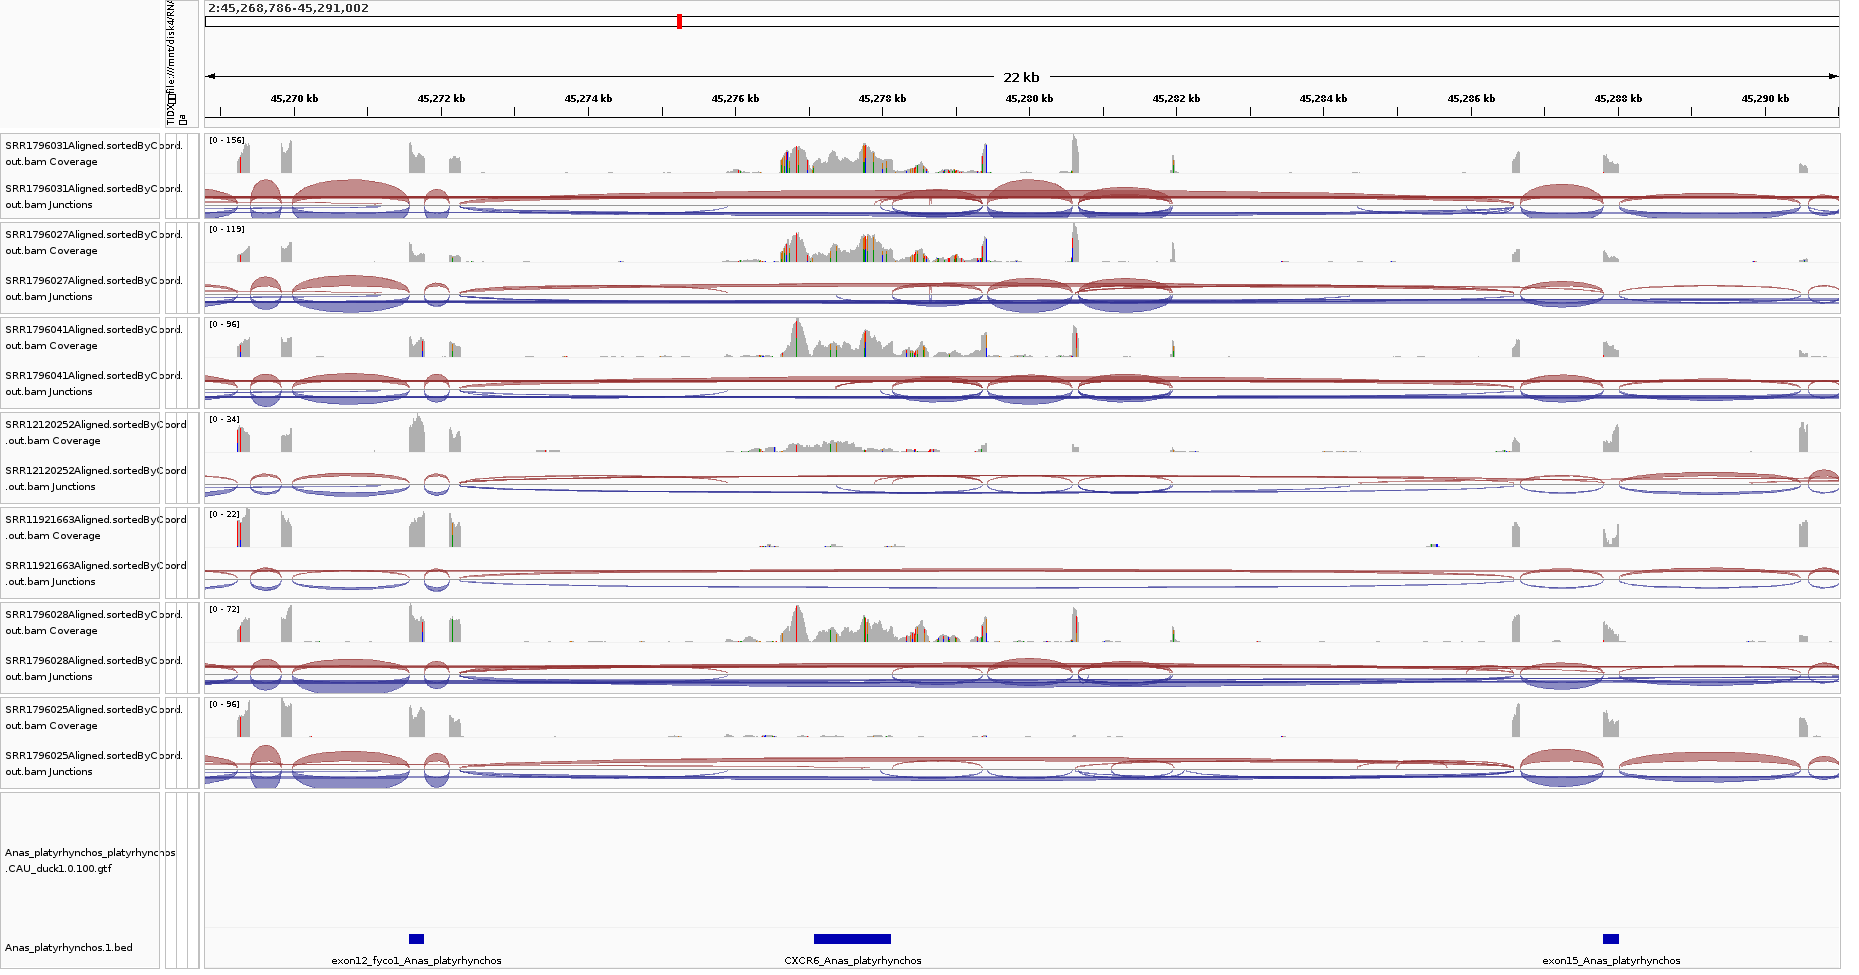 2:45,268,786-45,291,002
22 kb
45,270 kb 45,272 kb 45,274 kb 45,276 kb 45,278 kb 45,280 kb 45,282 kb 45,284 kb 45,286 kb 45,288 kb 45,290 kb
SRR1796031Aligned.sortedByCoord.
out.bam Coverage
[0 - 156]
SRR1796031Aligned.sortedByCoord.
out.bam Junctions
SRR1796027Aligned.sortedByCoord.
out.bam Coverage
[0 - 119]
SRR1796027Aligned.sortedByCoord.
out.bam Junctions
SRR1796041Aligned.sortedByCoord.
out.bam Coverage
[0 - 96]
SRR1796041Aligned.sortedByCoord.
out.bam Junctions
SRR12120252Aligned.sortedByCoord
.out.bam Coverage
[0 - 34]
SRR12120252Aligned.sortedByCoord
.out.bam Junctions
SRR11921663Aligned.sortedByCoord
.out.bam Coverage
[0 - 22]
SRR11921663Aligned.sortedByCoord
.out.bam Junctions
SRR1796028Aligned.sortedByCoord.
out.bam Coverage
[0 - 72]
SRR1796028Aligned.sortedByCoord.
out.bam Junctions
SRR1796025Aligned.sortedByCoord.
out.bam Coverage
[0 - 96]
SRR1796025Aligned.sortedByCoord.
out.bam Junctions
Anas_platyrhynchos_platyrhynchos
.CAU_duck1.0.100.gtf
Anas_platyrhynchos.1.bed
exon12_fyco1_Anas_platyrhynchos
CXCR6_Anas_platyrhynchos
exon15_Anas_platyrhynchos